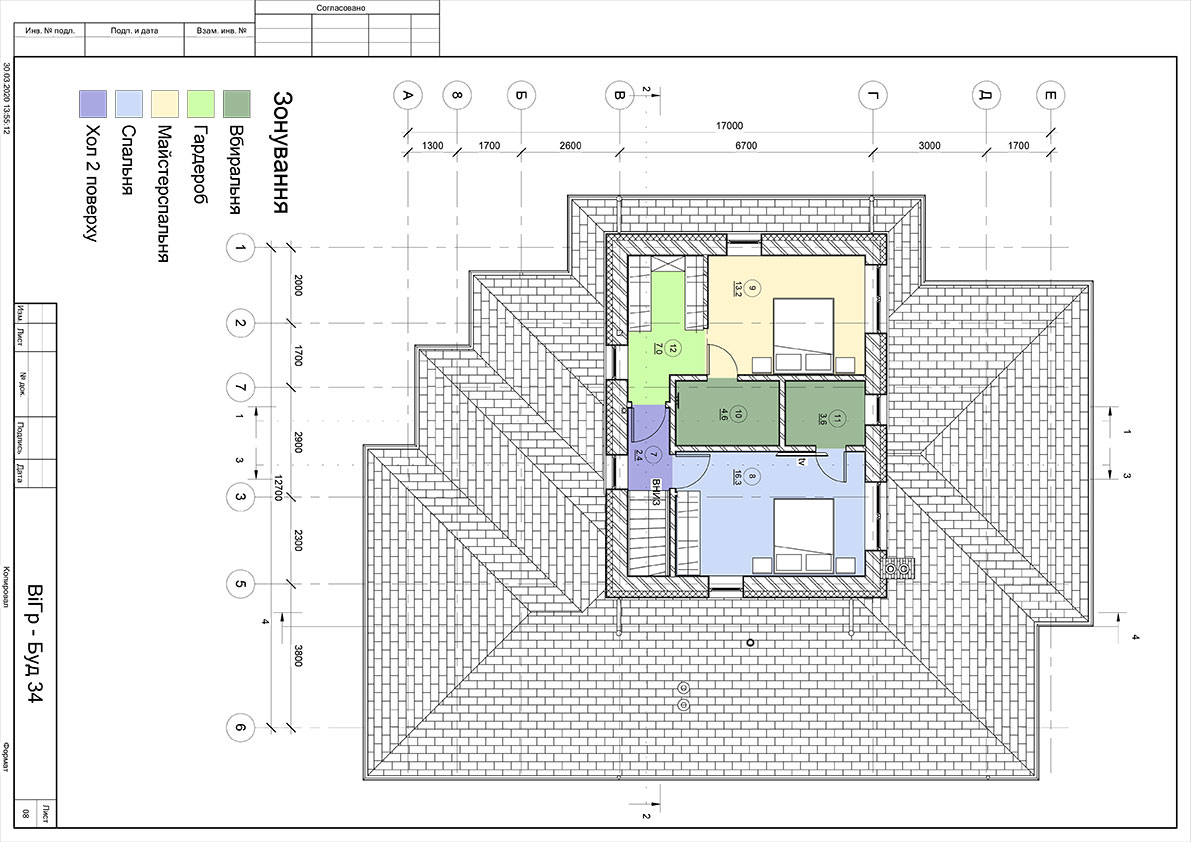 Согласовано
Инв. № подл.
Подп. и дата
Взам. инв. №
30.03.2020 13:55:12
Зонування
Вбиральня
Гардероб
Майстерспальня
Спальня
Хол 2 поверху
А
8
Б
В
Г
Д
Е
2
17000
1300
1700
2600
6700
3000
1700
1
2
7
3
5
6
2000
1700
2900
2300
3800
12700
1
3
4
1
3
4
2
9
13.2
12
7.0
10
4.6
11
3.6
7
2.4
8
16.3
tv
ВНИЗ
Изм
Лист
№ док.
Подпись
Дата
Копировал
ВіГр - Буд 34
Формат
Лист
08